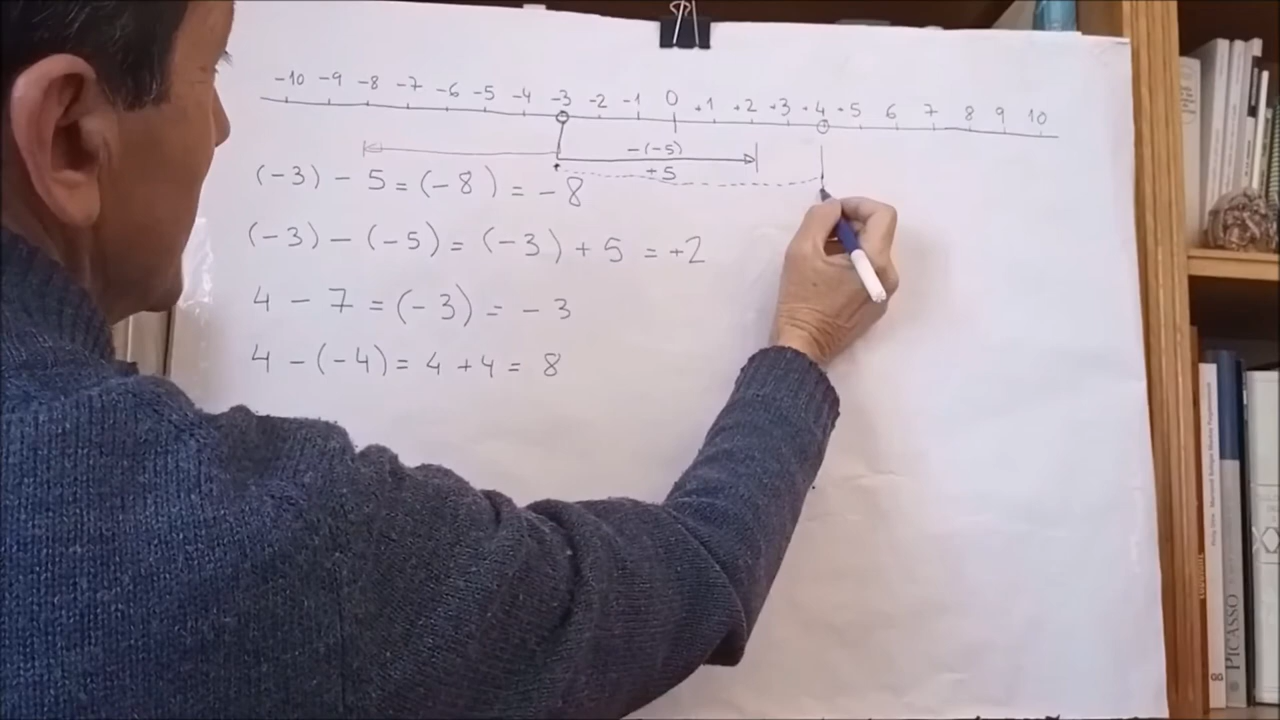 -10 -9 -8 -7 -6 -5 -4 -3 -2 -1 0 +1 +2 +3 +4 +5 6 7 8 9 10
-(-5)
+5
(-3) - 5 = (-8) = -8
(-3) - (-5) = (-3) + 5 = +2
4 - 7 = (-3) = -3
4 - (-4) = 4 + 4 = 8
PICASSO